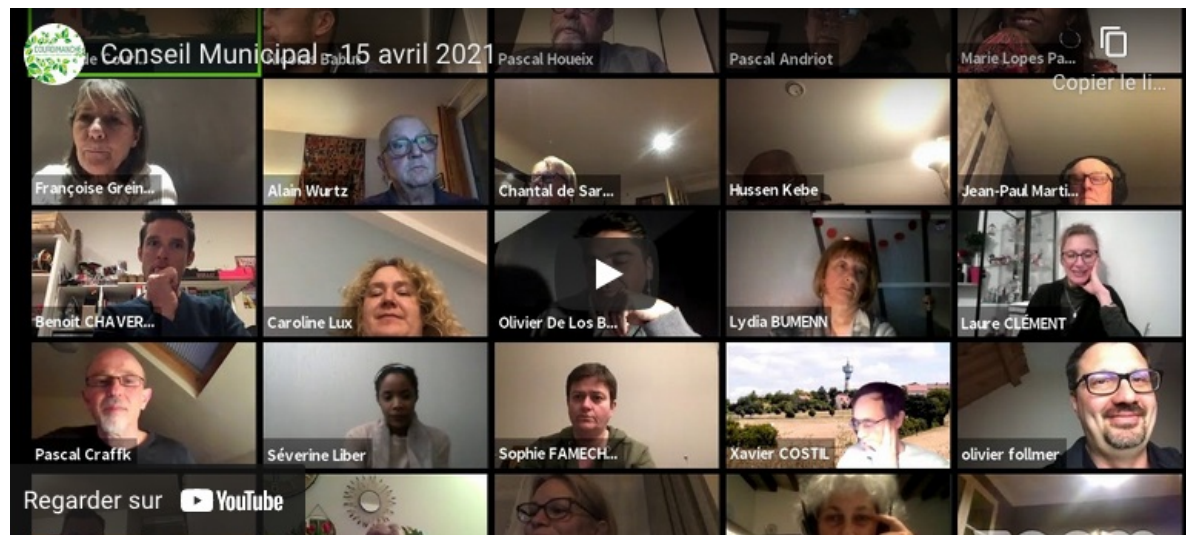 COURDIMANCHE
Conseil Municipal - 15 avril 2021
Pascal Houeix
Pascal Andriot
Marie Lopes Pa...
Copier le li...
Françoise Grein...
Alain Wurtz
Chantal de Sar...
Hussen Kebe
Jean-Paul Marti...
Benoit CHAVER...
Caroline Lux
Olivier De Los B...
Lydia BUMENN
Laure CLÉMENT
Pascal Craffk
Séverine Liber
Sophie FAMECH...
Xavier COSTIL
olivier follmer
Regarder sur YouTube